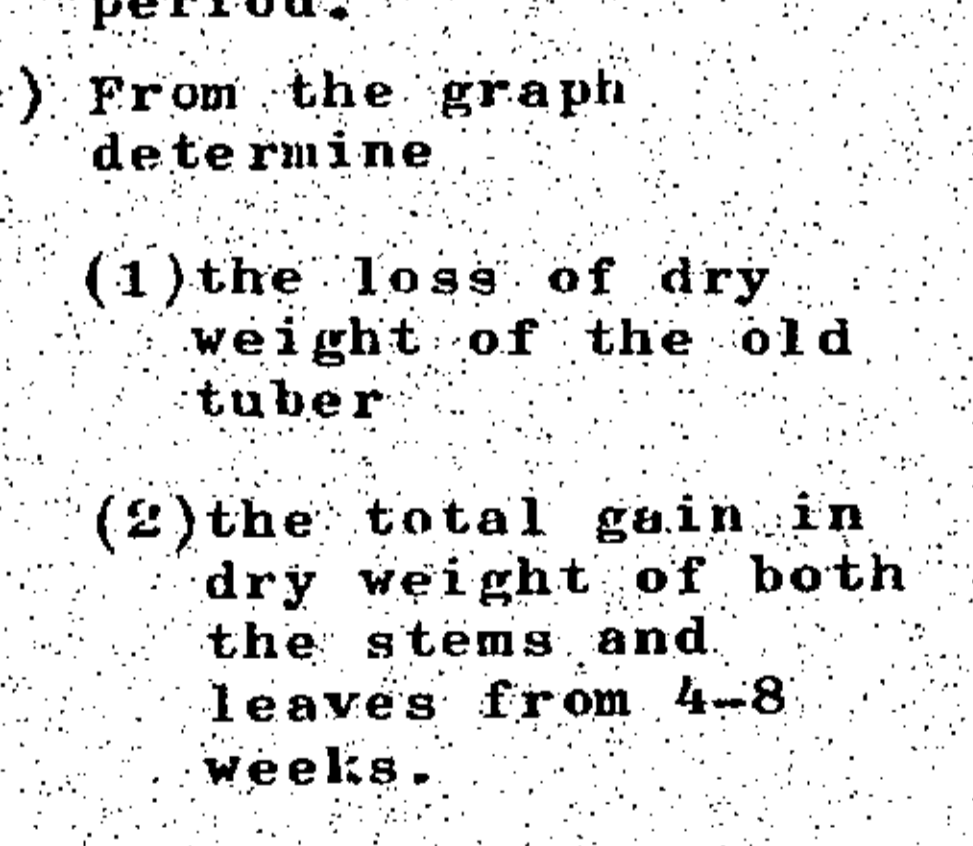 period.
) From the graph
determine
(1)the loss of dry
weight of the old
tuber
(2)the total gain in
dry weight of both
the stems and
leaves from 4-8
weeks.